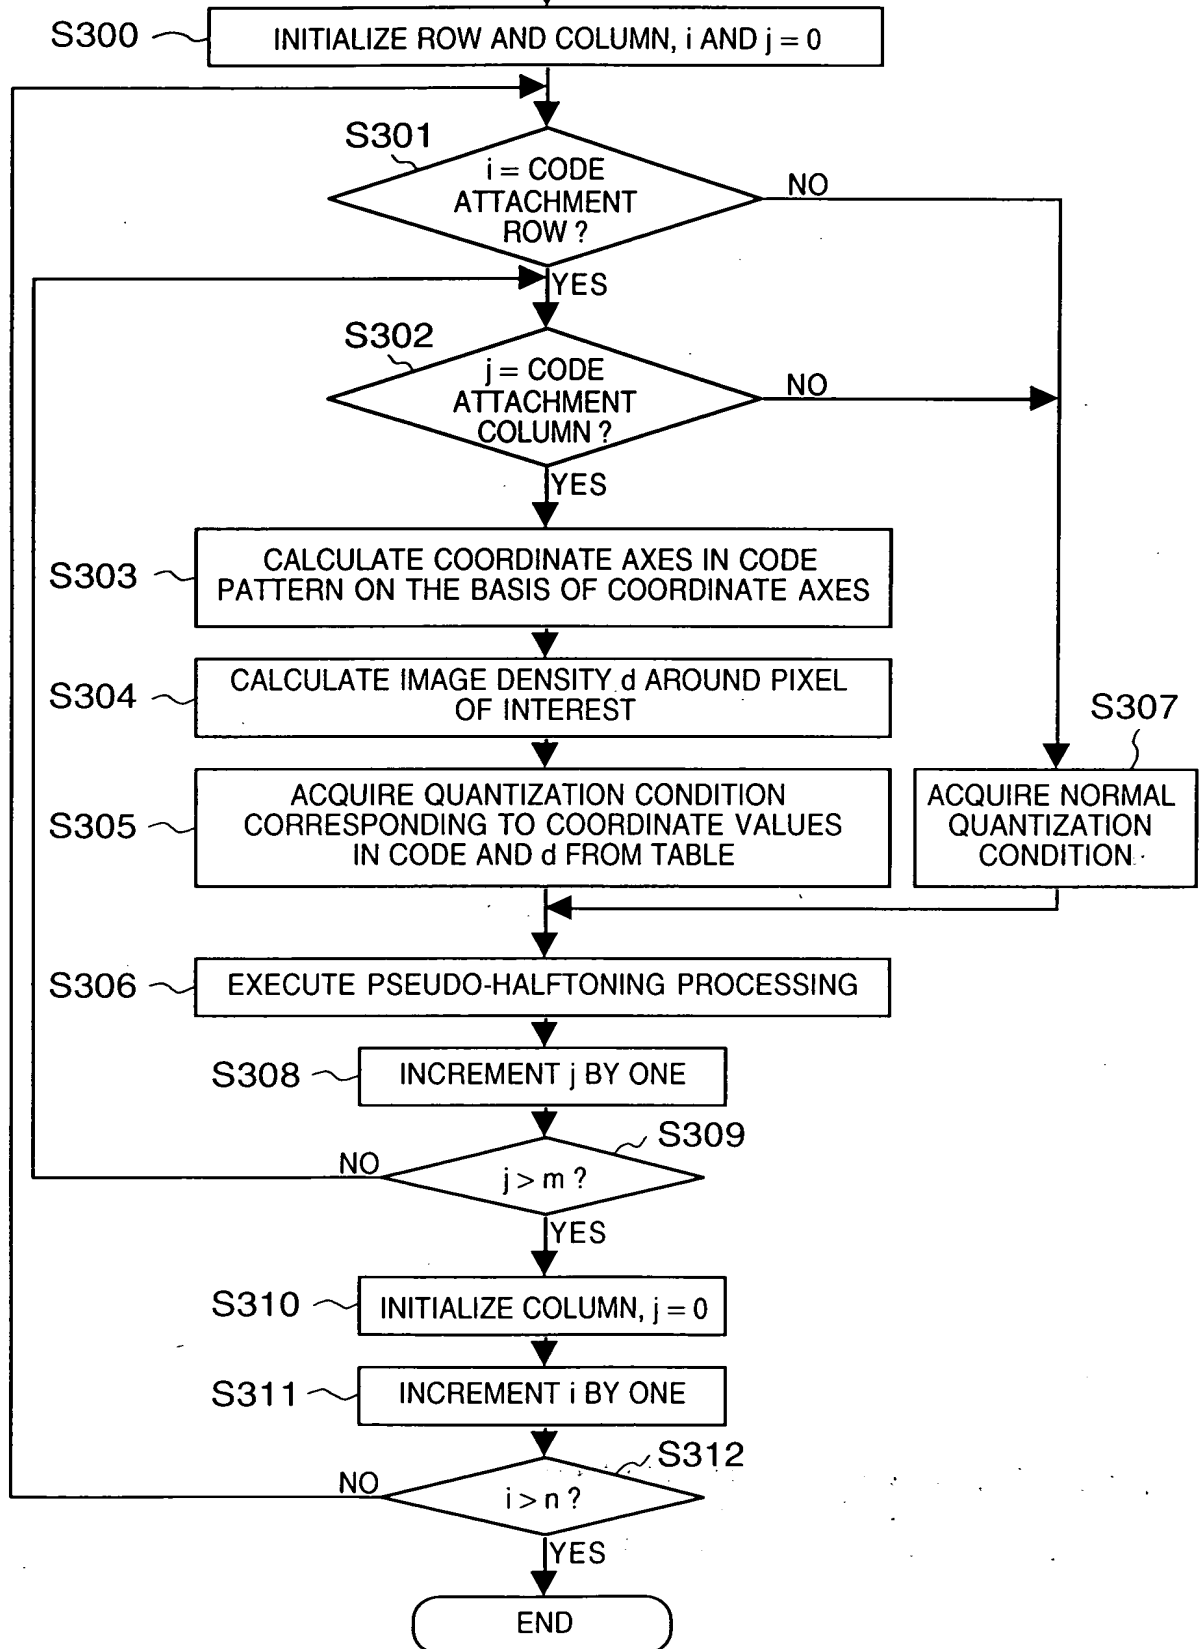 S300
INITIALIZE ROW AND COLUMN, i AND j = 0
S301
i = CODE
ATTACHMENT
ROW ?
NO
YES
S302
j = CODE
ATTACHMENT
COLUMN ?
NO
YES
S303
CALCULATE COORDINATE AXES IN CODE
PATTERN ON THE BASIS OF COORDINATE AXES
S304
CALCULATE IMAGE DENSITY d AROUND PIXEL
OF INTEREST
S307
S305
ACQUIRE QUANTIZATION CONDITION
CORRESPONDING TO COORDINATE VALUES
IN CODE AND d FROM TABLE
ACQUIRE NORMAL
QUANTIZATION
CONDITION
S306
EXECUTE PSEUDO-HALFTONING PROCESSING
S308
INCREMENT j BY ONE
S309
NO
j > m ?
YES
S310
INITIALIZE COLUMN, j = 0
S311
INCREMENT i BY ONE
S312
NO
i > n ?
YES
END